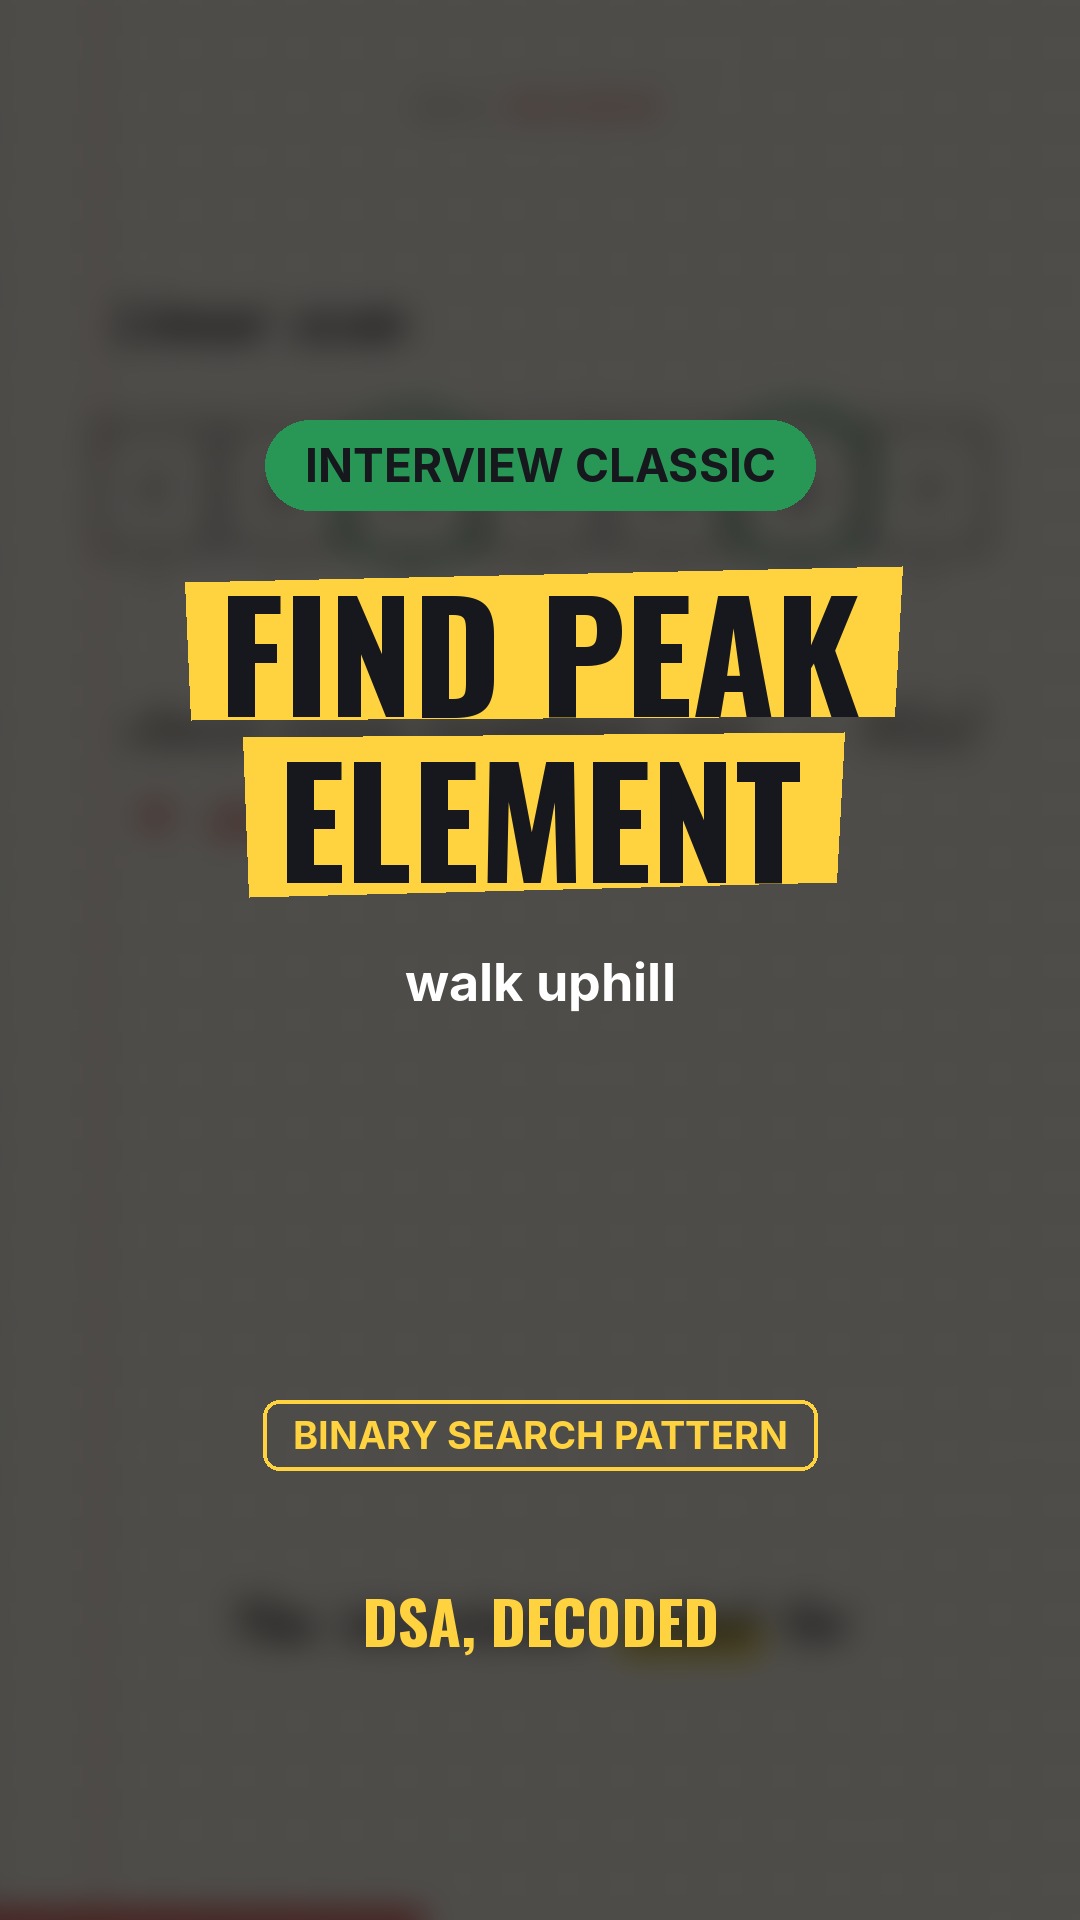 INTERVIEW CLASSIC
FIND PEAK
ELEMENT
walk uphill
BINARY SEARCH PATTERN
DSA, DECODED